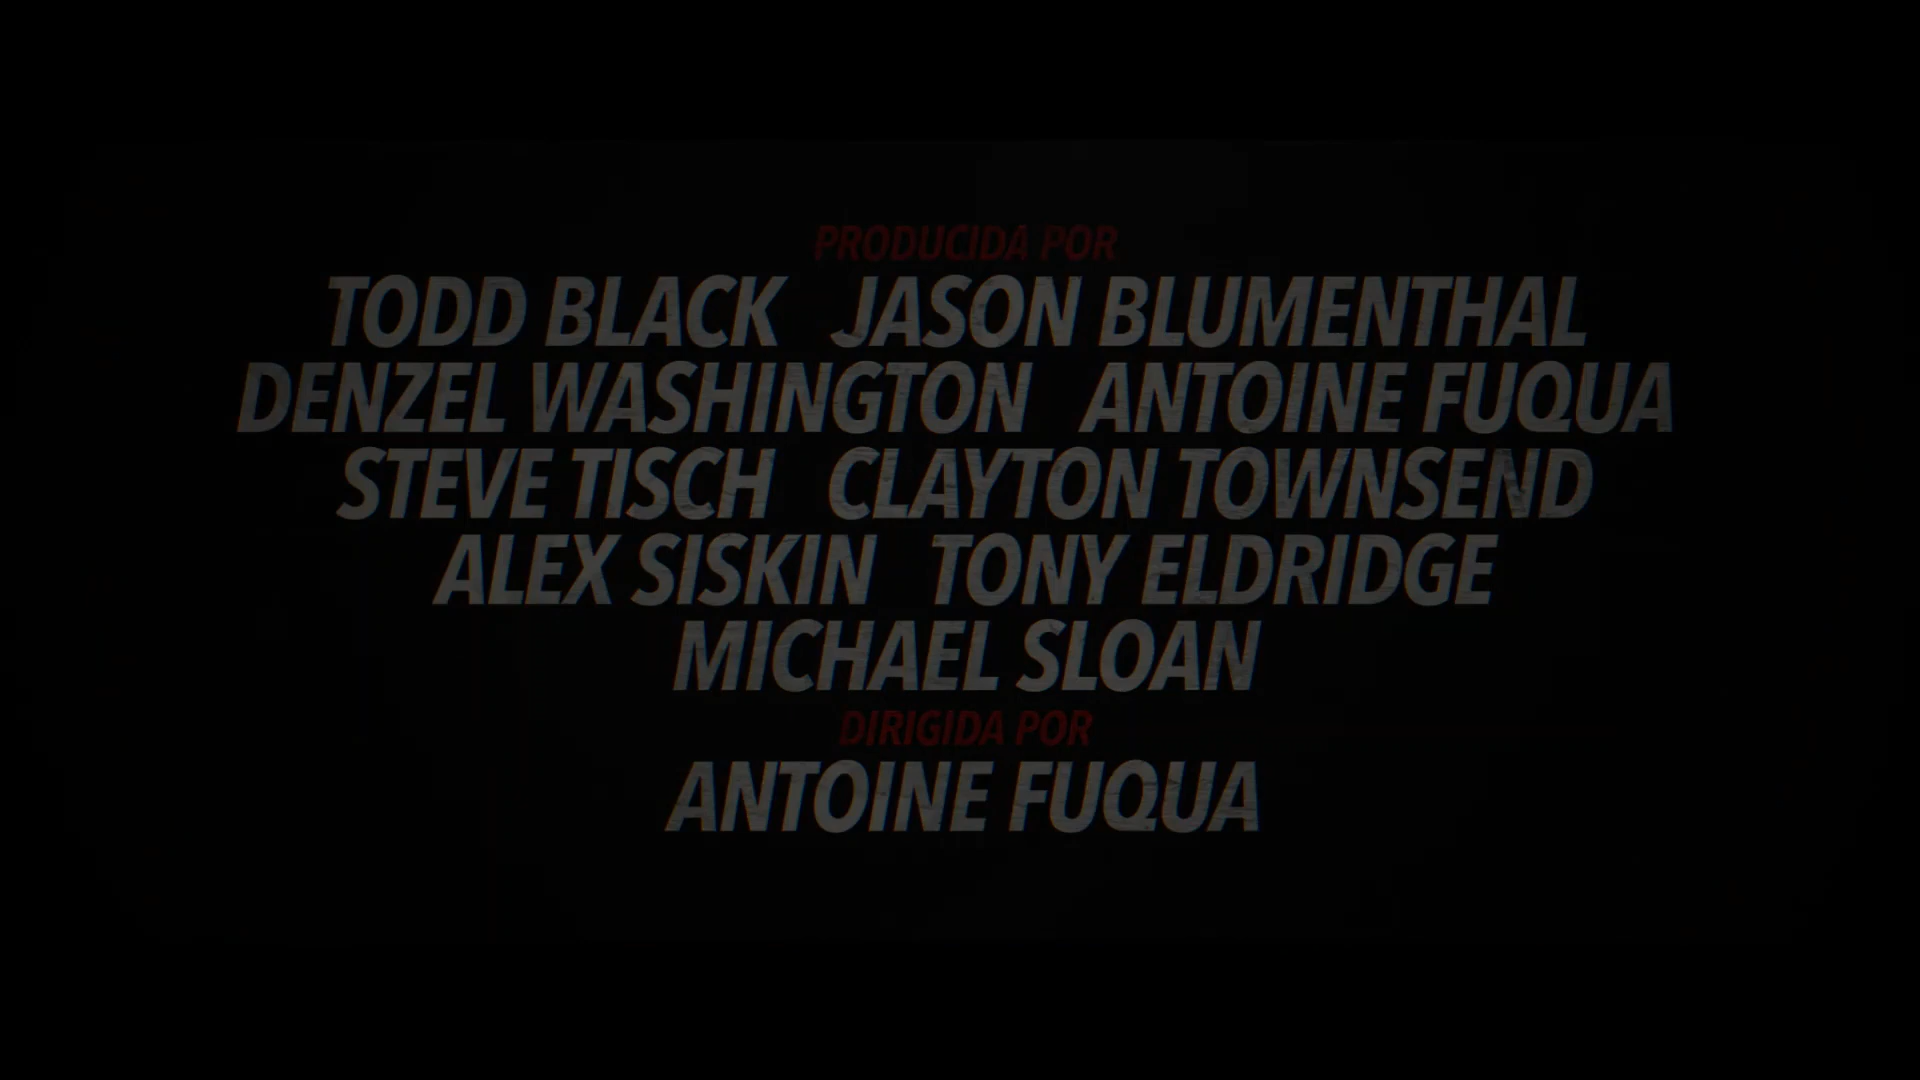 PRODUCIDA POR
TODD BLACK JASON BLUMENTHAL
DENZEL WASHINGTON ANTOINE FUQUA
STEVE TISCH CLAYTON TOWNSEND
ALEX SISKIN TONY ELDRIDGE
MICHAEL SLOAN
DIRIGIDA POR
ANTOINE FUQUA